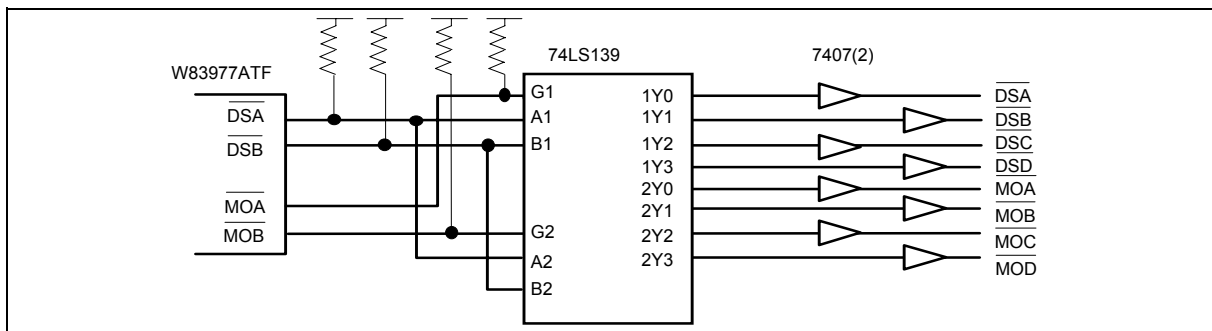 74LS139
7407(2)
W83977ATF
DSA
DSB
MOA
MOB
G1
A1
B1
G2
A2
B2
1Y0
1Y1
1Y2
1Y3
2Y0
2Y1
2Y2
2Y3
DSA
DSB
DSC
DSD
MOA
MOB
MOC
MOD